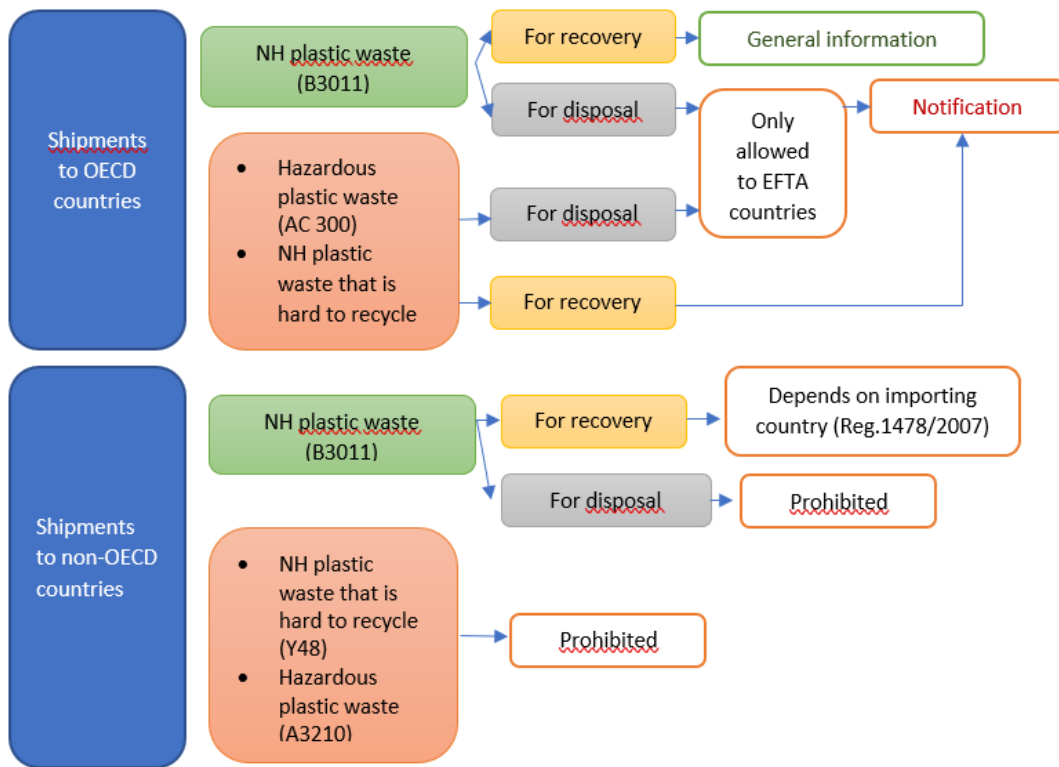 Shipments
to OECD
countries
NH plastic waste
(B3011)
For recovery
General information
For disposal
Only
allowed
to EFTA
countries
Notification
• Hazardous
plastic waste
(AC 300)
• NH plastic
waste that is
hard to recycle
For disposal
For recovery
Shipments
to non-OECD
countries
NH plastic waste
(B3011)
For recovery
Depends on importing
country (Reg.1478/2007)
For disposal
Prohibited
• NH plastic
waste that is
hard to recycle
(Y48)
• Hazardous
plastic waste
(A3210)
Prohibited